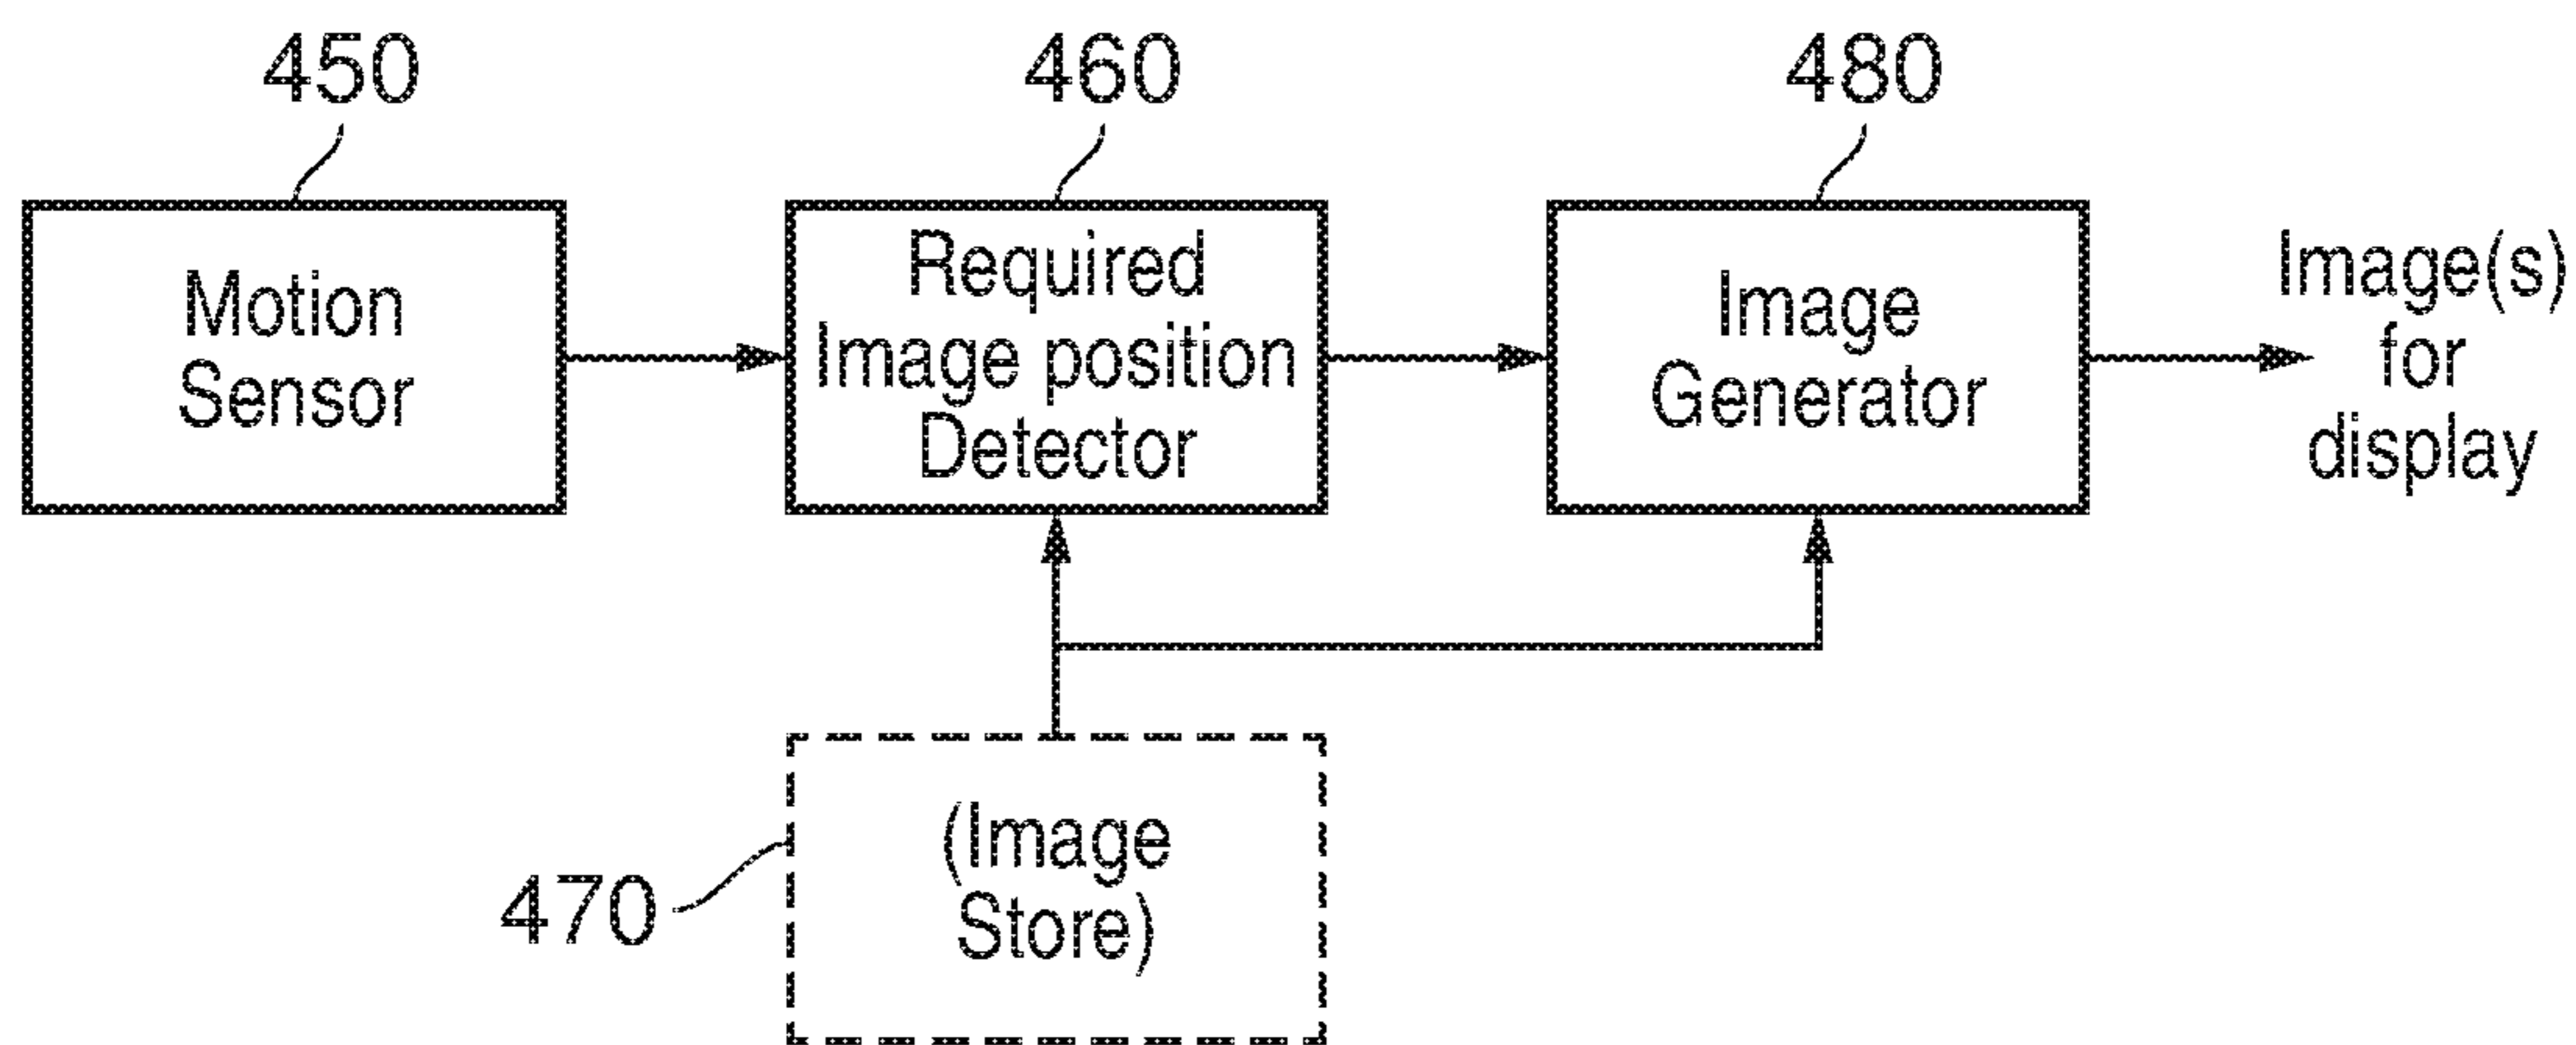 450
460
480
Motion
Sensor
Required
Image position
Detector
Image
Generator
Image(s)
for
display
470
(Image
Store)